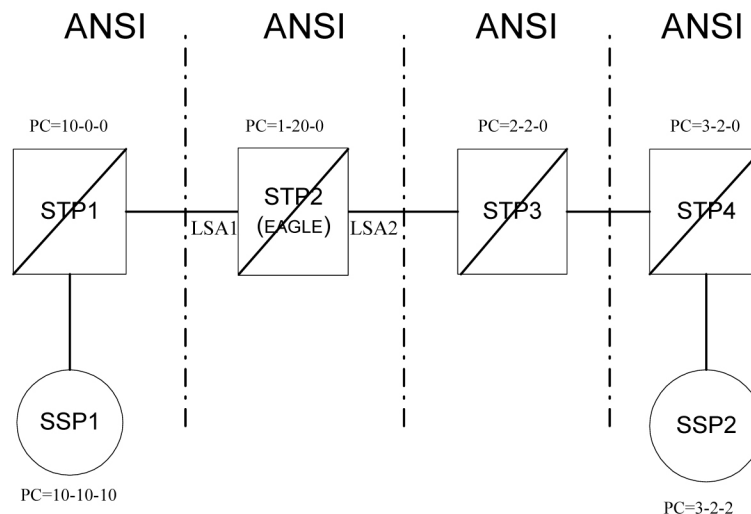 ANSI ANSI ANSI ANSI
PC=10-0-0 PC=1-20-0 PC=2-2-0 PC=3-2-0
STP1 STP2 STP3 STP4
(EAGLE)
LSA1 LSA2
SSP1 SSP2
PC=10-10-10
PC=3-2-2